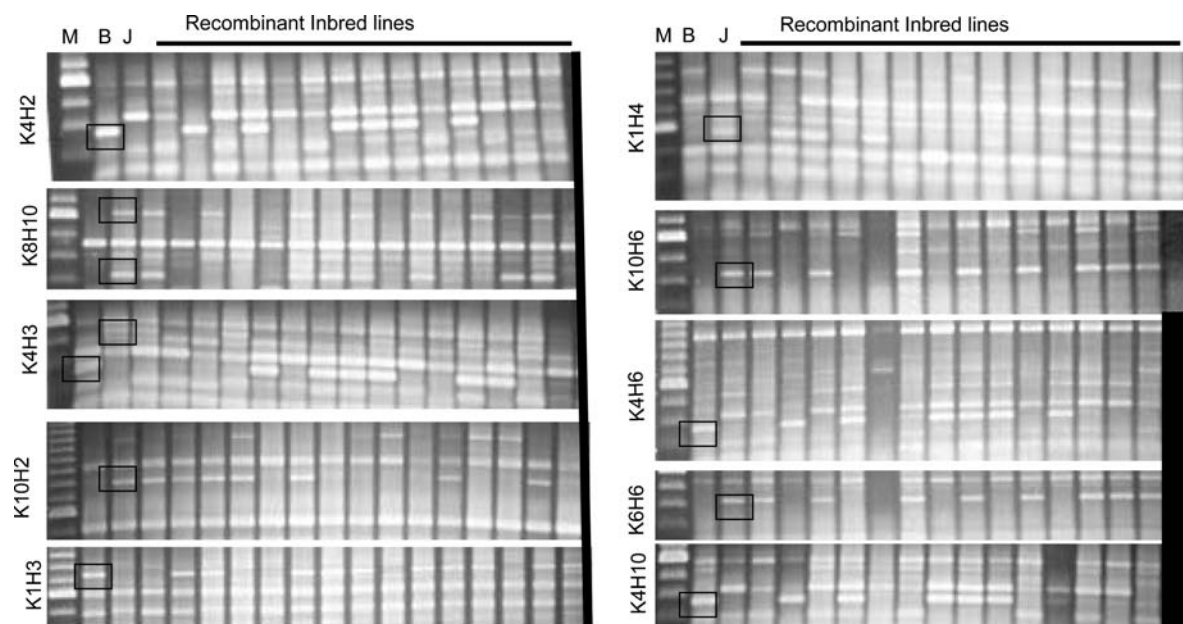 Recombinant Inbred lines
M B J
K4H2
K8H10
K4H3
K10H2
K1H3
Recombinant Inbred lines
M B J
K1H4
K10H6
K4H6
K6H6
K4H10